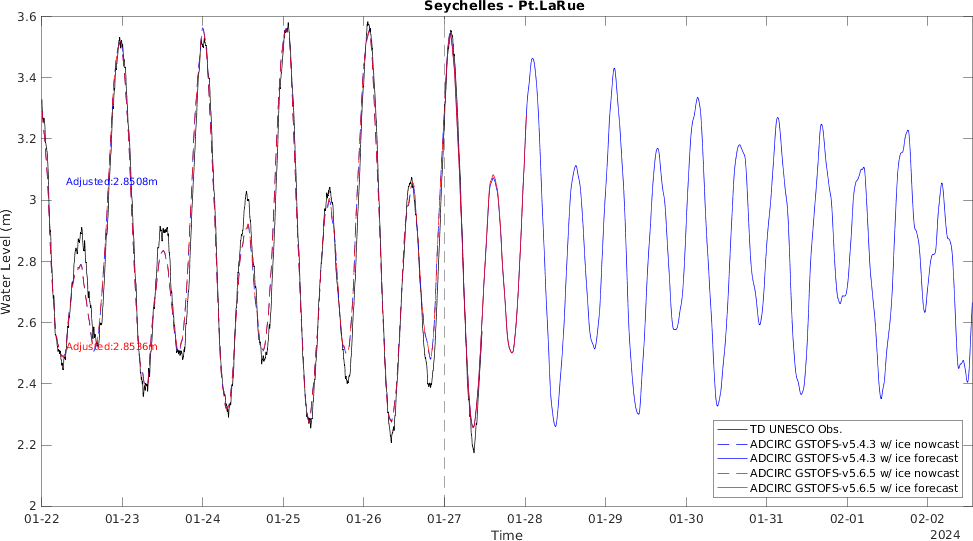 Seychelles - Pt.LaRue
3.6
3.4
3.2
3
2.8
2.6
2.4
2.2
2
Water Level (m)
Adjusted:2.8508m
Adjusted:2.8536m
TD UNESCO Obs.
ADCIRC GSTOFS-v5.4.3 w/ ice nowcast
ADCIRC GSTOFS-v5.4.3 w/ ice forecast
ADCIRC GSTOFS-v5.6.5 w/ ice nowcast
ADCIRC GSTOFS-v5.6.5 w/ ice forecast
01-22 01-23 01-24 01-25 01-26 01-27 01-28 01-29 01-30 01-31 02-01 02-02
Time
2024